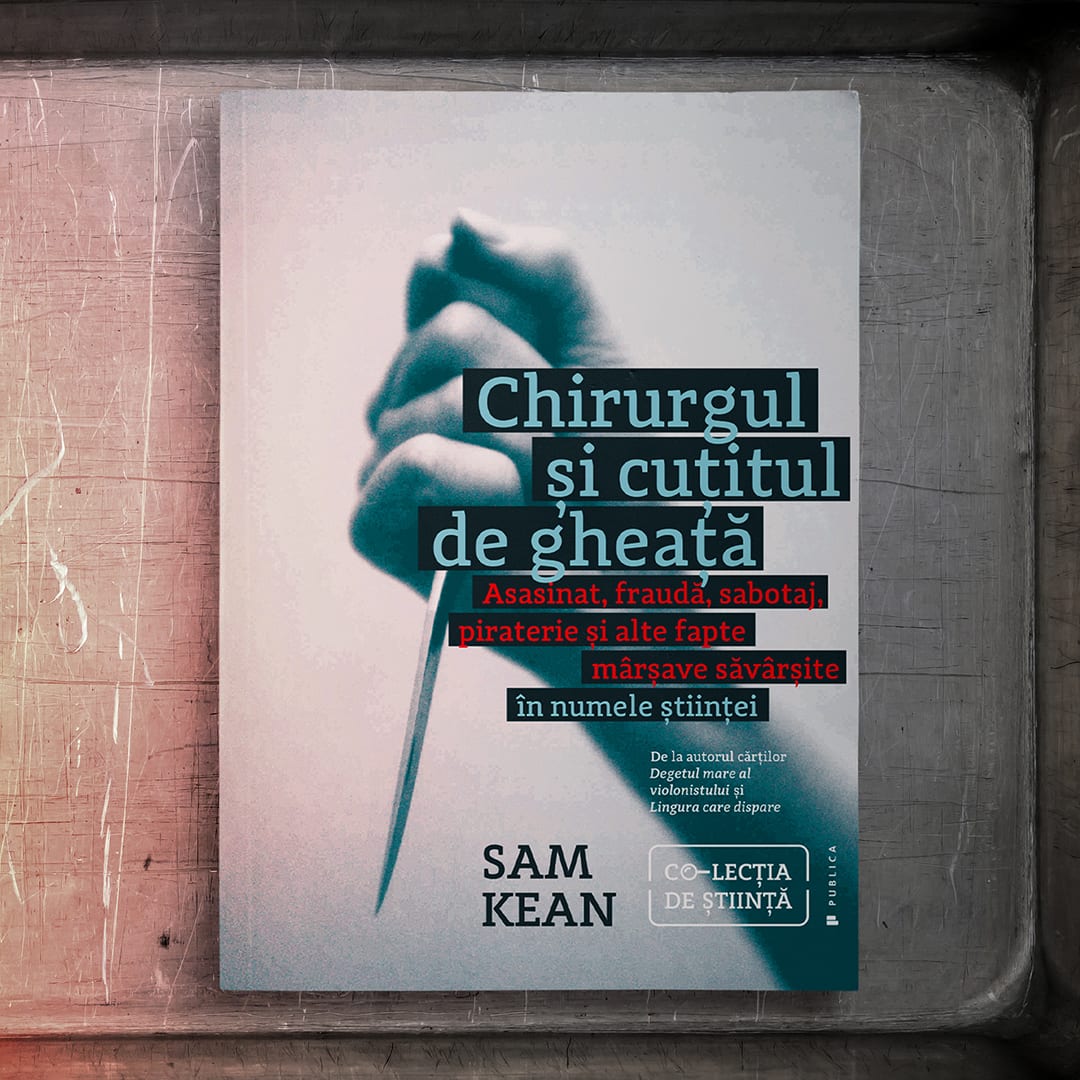 Chirurgul
și cuțitul
de gheață
Asasinat, fraudă, sabotaj,
piraterie și alte fapte
mârșave săvârșite
în numele științei
De la autorul cărților
Degetul mare al
violonistului și
Lingura care dispare
SAM
KEAN
CO-LECȚIA
DE ȘTIINȚĂ
PUBLICA